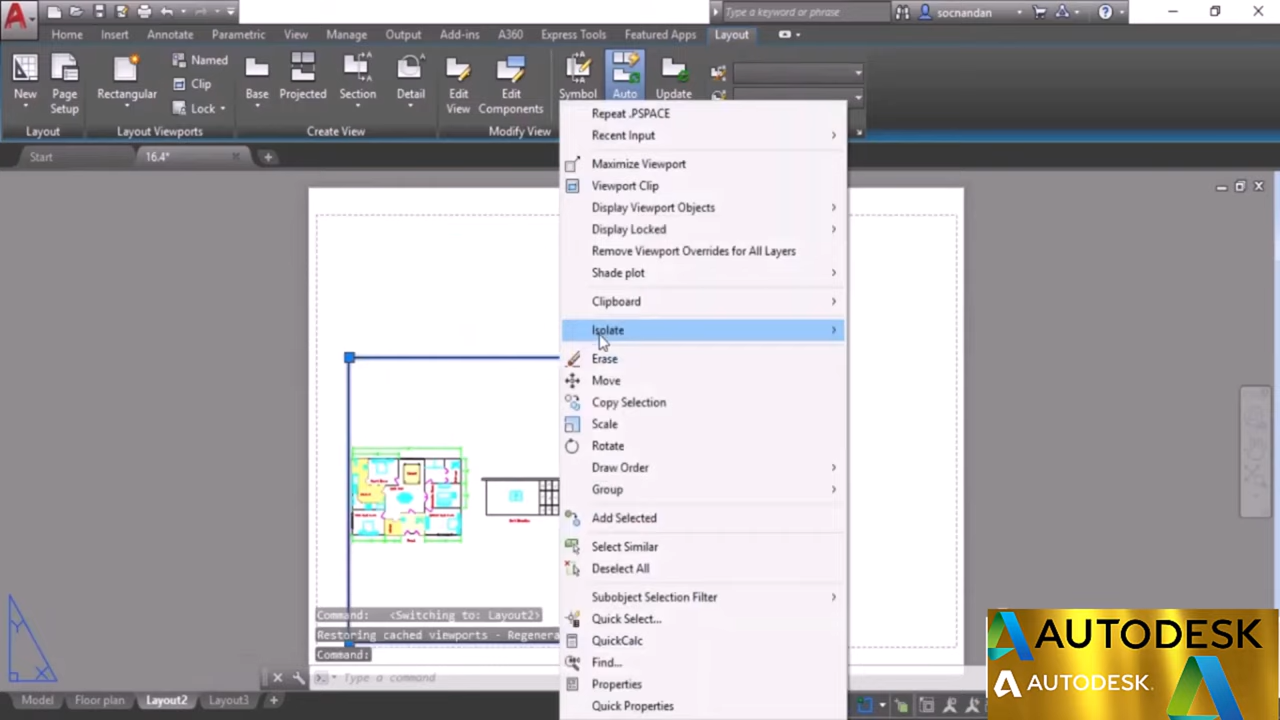 Type a keyword or phrase
socnandan
Home
Insert
Annotate
Parametric
View
Manage
Output
Add-ins
A360
Express Tools
Featured Apps
Layout
New
Page Setup
Rectangular
Named
Clip
Lock
Base
Projected
Section
Detail
Edit View
Edit Components
Symbol
Auto
Update
Layout
Layout Viewports
Create View
Modify View
Start
16.4*
Repeat .PSPACE
Recent Input
Maximize Viewport
Viewport Clip
Display Viewport Objects
Display Locked
Remove Viewport Overrides for All Layers
Shade plot
Clipboard
Isolate
Erase
Move
Copy Selection
Scale
Rotate
Draw Order
Group
Add Selected
Select Similar
Deselect All
Subobject Selection Filter
Quick Select...
QuickCalc
Find...
Properties
Quick Properties
Command: <Switching to: Layout2>
Restoring cached viewports - Regenera
Command:
Type a command
Y
X
Model
Floor plan
Layout2
Layout3
AUTODESK
AUTODESK.